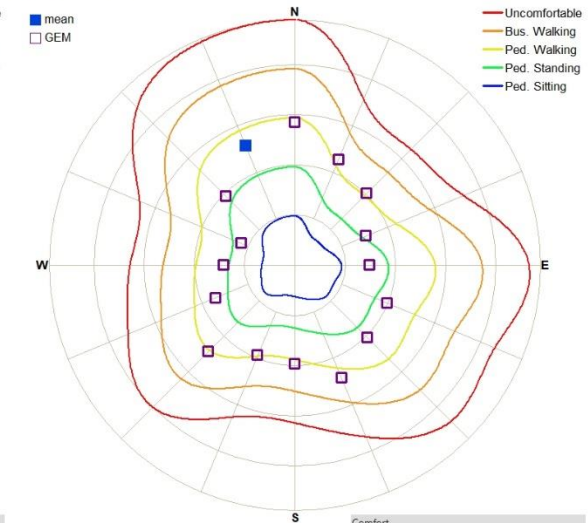 mean
GEM
N
Uncomfortable
Bus. Walking
Ped. Walking
Ped. Standing
Ped. Sitting
W
E
S